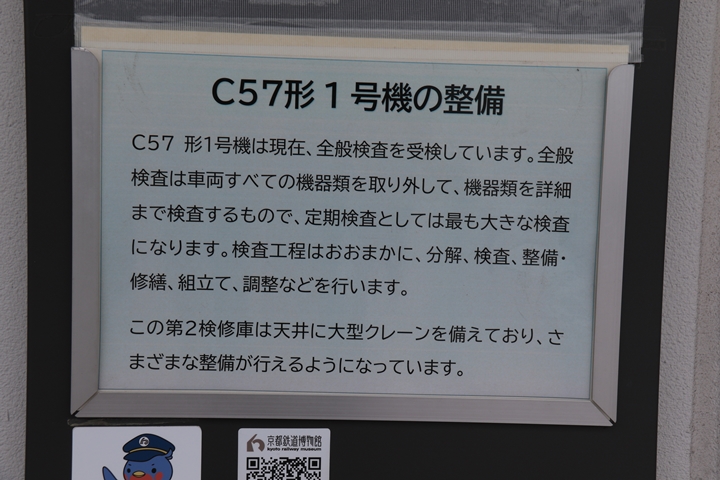 C57形1号機の整備
C57 形1号機は現在、全般検査を受検しています。全般
検査は車両すべての機器類を取り外して、機器類を詳細
まで検査するもので、定期検査としては最も大きな検査
になります。検査工程はおおまかに、分解、検査、整備・
修繕、組立て、調整などを行います。
この第2検修庫は天井に大型クレーンを備えており、さ
まざまな整備が行えるようになっています。
京都鉄道博物館
kyoto railway museum